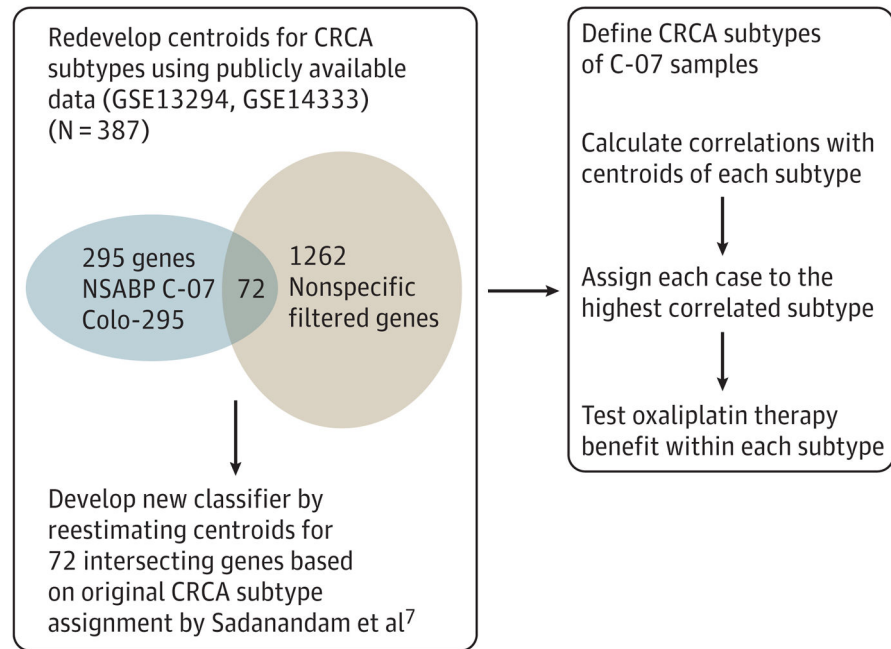 Redevelop centroids for CRCA
subtypes using publicly available
data (GSE13294, GSE14333)
(N = 387)
295 genes
NSABP C-07
Colo-295
72
1262
Nonspecific
filtered genes
Develop new classifier by
reestimating centroids for
72 intersecting genes based
on original CRCA subtype
assignment by Sadanandam et al⁷
Define CRCA subtypes
of C-07 samples
Calculate correlations with
centroids of each subtype
Assign each case to the
highest correlated subtype
Test oxaliplatin therapy
benefit within each subtype